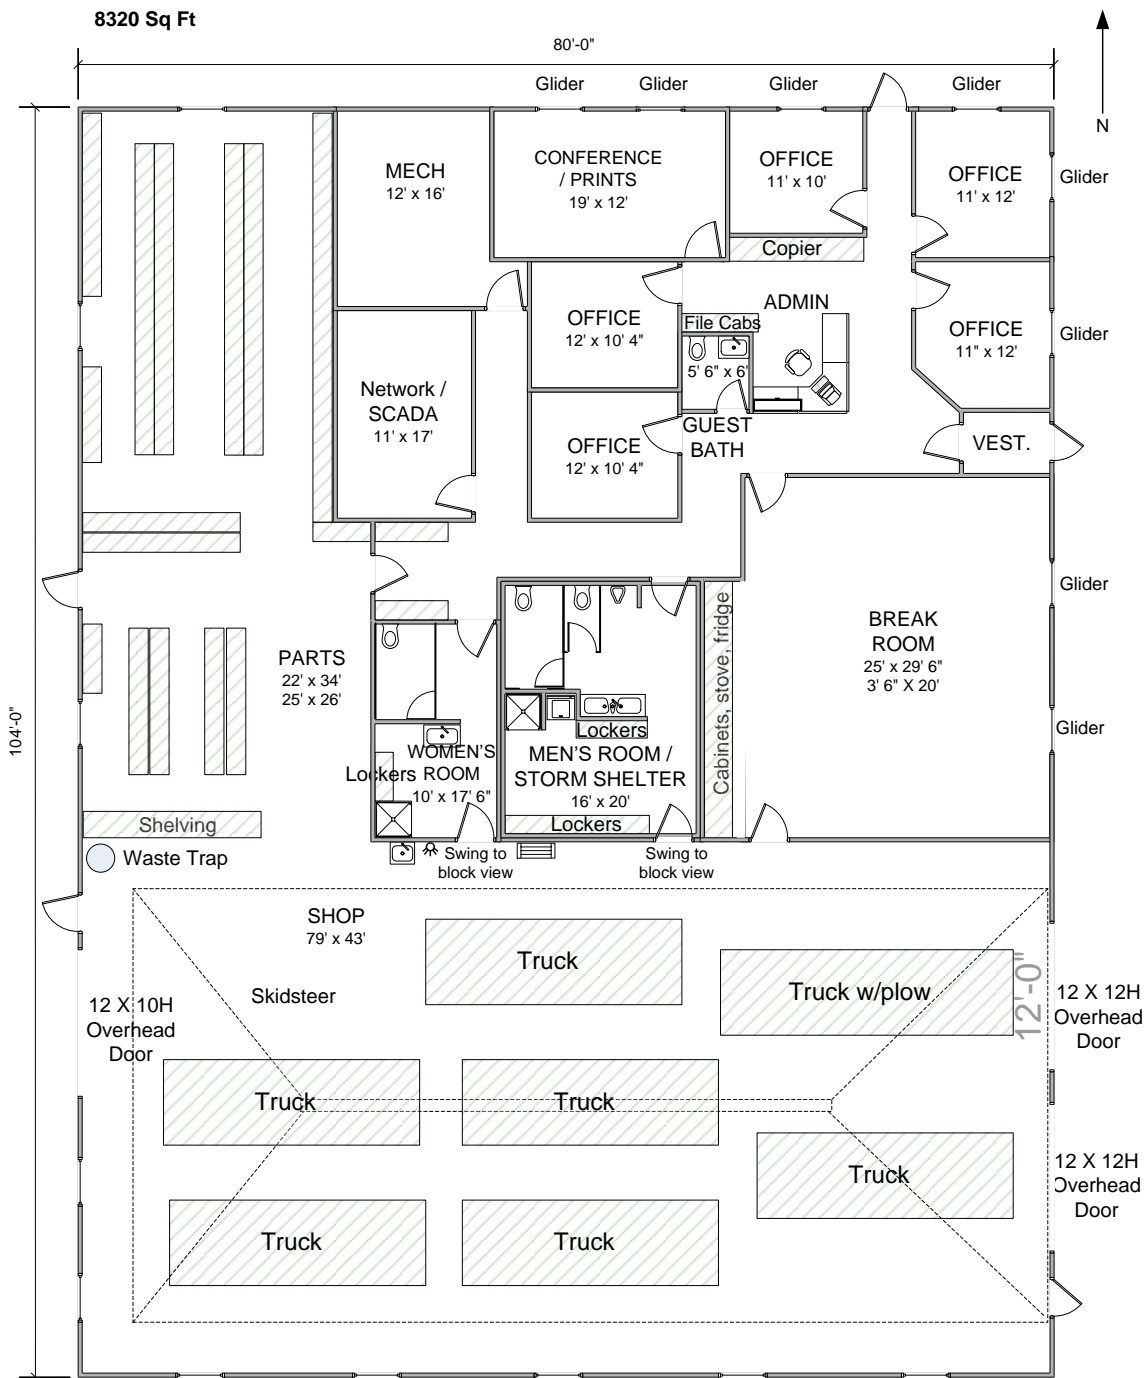 8320 Sq Ft
80'-0"
N
Glider
Glider
Glider
Glider
MECH
12' x 16'
CONFERENCE
/ PRINTS
19' x 12'
OFFICE
11' x 10'
OFFICE
11' x 12'
Glider
Copier
ADMIN
OFFICE
12' x 10' 4"
File Cabs
5' 6" x 6'
OFFICE
11" x 12'
Glider
Network /
SCADA
11' x 17'
OFFICE
12' x 10' 4"
GUEST
BATH
VEST.
104'-0"
PARTS
22' x 34'
25' x 26'
Cabinets, stove, fridge
BREAK
ROOM
25' x 29' 6"
3' 6" X 20'
Glider
Glider
Lockers
WOMEN'S
ROOM
10' x 17' 6"
Lockers
MEN'S ROOM /
STORM SHELTER
16' x 20'
Lockers
Shelving
Waste Trap
Swing to
block view
Swing to
block view
SHOP
79' x 43'
Truck
Truck w/plow
12'-0"
Skidsteer
12 X 10H
Overhead
Door
12 X 12H
Overhead
Door
Truck
Truck
Truck
12 X 12H
Overhead
Door
Truck
Truck